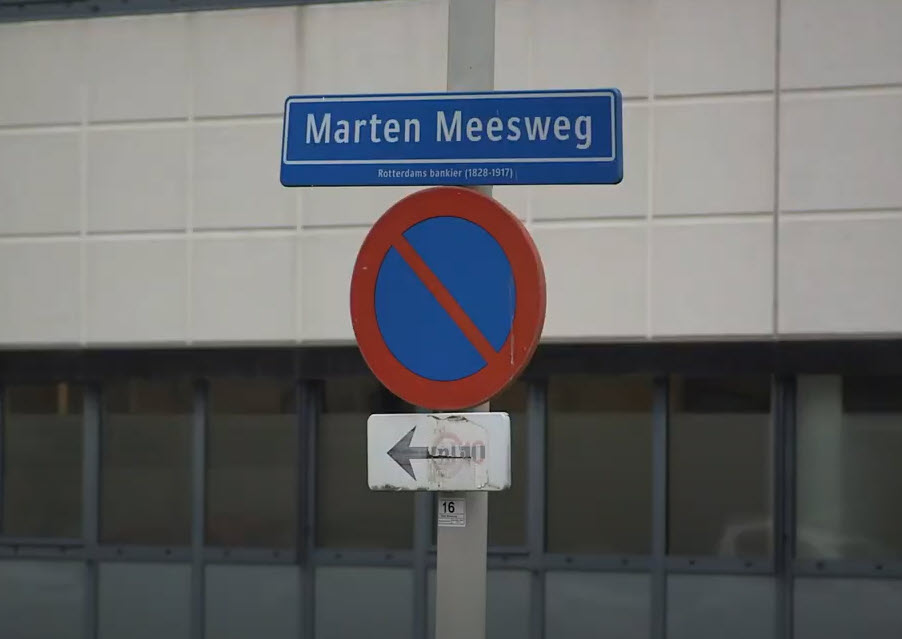 Marten Meesweg
Rotterdams bankier (1828-1917)
16